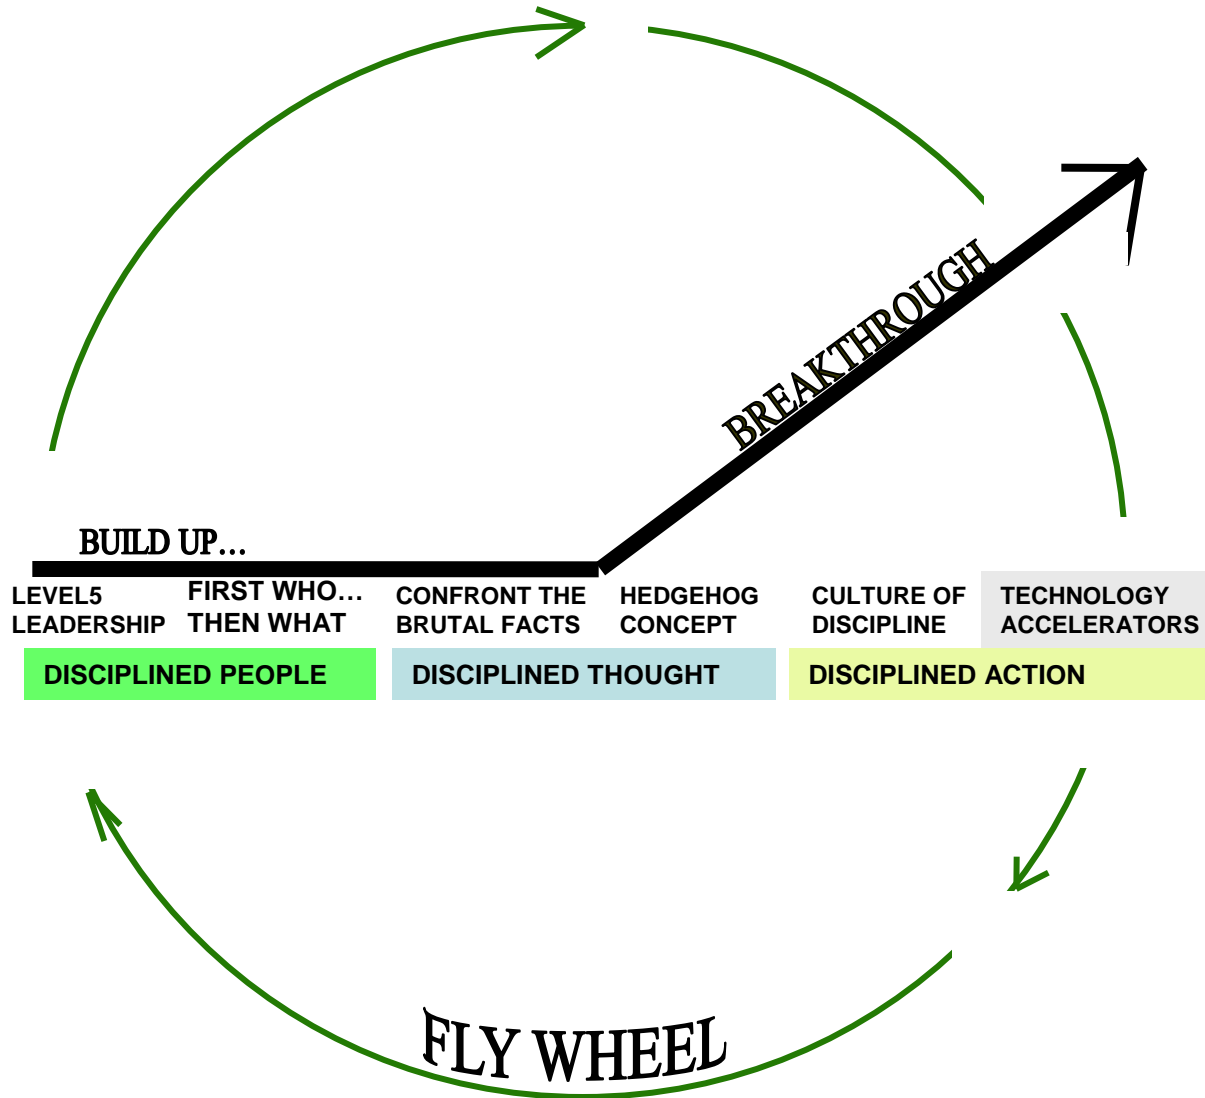 BREAKTHROUGH
BUILD UP...
LEVEL5
LEADERSHIP
FIRST WHO...
THEN WHAT
CONFRONT THE
BRUTAL FACTS
HEDGEHOG
CONCEPT
CULTURE OF
DISCIPLINE
TECHNOLOGY
ACCELERATORS
DISCIPLINED PEOPLE
DISCIPLINED THOUGHT
DISCIPLINED ACTION
FLY WHEEL